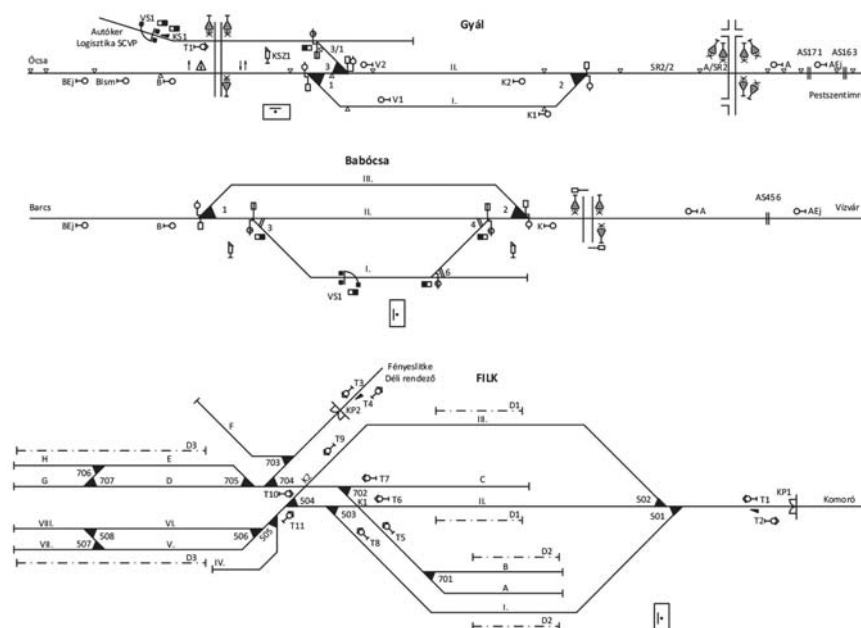 Gyál
VS1
KS1
Autóker
Logisztika SCVP
T1
KSZ1
3/1
V2
AS171
AS163
Ócsa
3
II.
SR2/2
A/SR2
A
AEj
BEj
BIsm
B
1
K2
2
Pestszentimre
V1
I.
K1
Babócsa
III.
Barcs
1
II.
2
AS456
Vízvár
BEj
B
3
4
K
A
AEj
I.
6
VS1
Fényeslitke
Déli rendező
FILK
T3
T4
KP2
D1
F
III.
D3
T9
H
E
703
K2
706
G
707
D
705
704
T7
C
T10
702
K1
T6
II.
502
T1
KP1
Komoró
504
503
501
VIII.
VI.
T11
D1
T2
508
506
505
T8
T5
507
VII.
V.
D2
D3
IV.
B
701
A
I.
D2